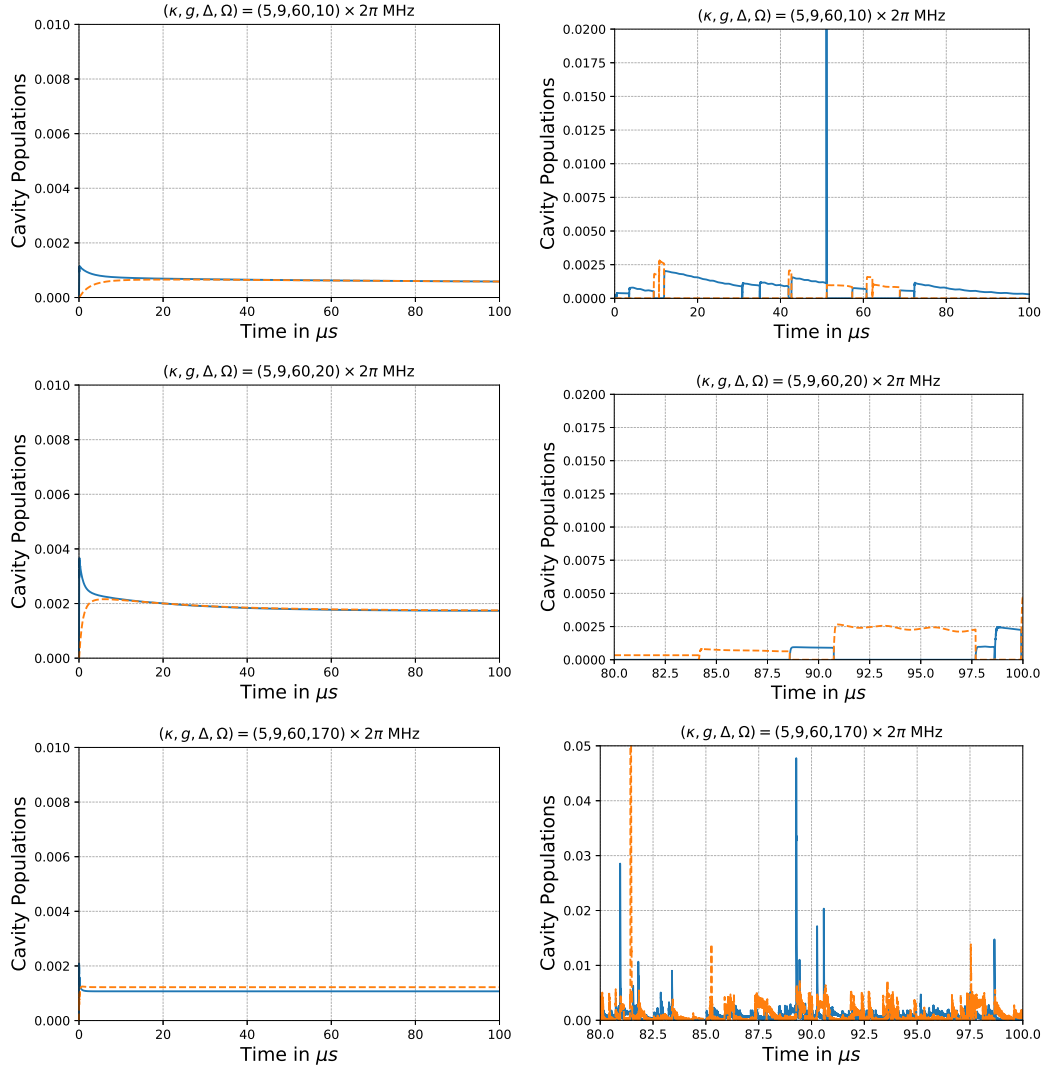 (κ, g, Δ, Ω) = (5,9,60,10) × 2π MHz
0.010
0.008
0.006
0.004
0.002
0.000
Cavity Populations
0 20 40 60 80 100
Time in μs
(κ, g, Δ, Ω) = (5,9,60,10) × 2π MHz
0.0200
0.0175
0.0150
0.0125
0.0100
0.0075
0.0050
0.0025
0.0000
Cavity Populations
0 20 40 60 80 100
Time in μs
(κ, g, Δ, Ω) = (5,9,60,20) × 2π MHz
0.010
0.008
0.006
0.004
0.002
0.000
Cavity Populations
0 20 40 60 80 100
Time in μs
(κ, g, Δ, Ω) = (5,9,60,20) × 2π MHz
0.0200
0.0175
0.0150
0.0125
0.0100
0.0075
0.0050
0.0025
0.0000
Cavity Populations
80.0 82.5 85.0 87.5 90.0 92.5 95.0 97.5 100.0
Time in μs
(κ, g, Δ, Ω) = (5,9,60,170) × 2π MHz
0.010
0.008
0.006
0.004
0.002
0.000
Cavity Populations
0 20 40 60 80 100
Time in μs
(κ, g, Δ, Ω) = (5,9,60,170) × 2π MHz
0.05
0.04
0.03
0.02
0.01
0.00
Cavity Populations
80.0 82.5 85.0 87.5 90.0 92.5 95.0 97.5 100.0
Time in μs